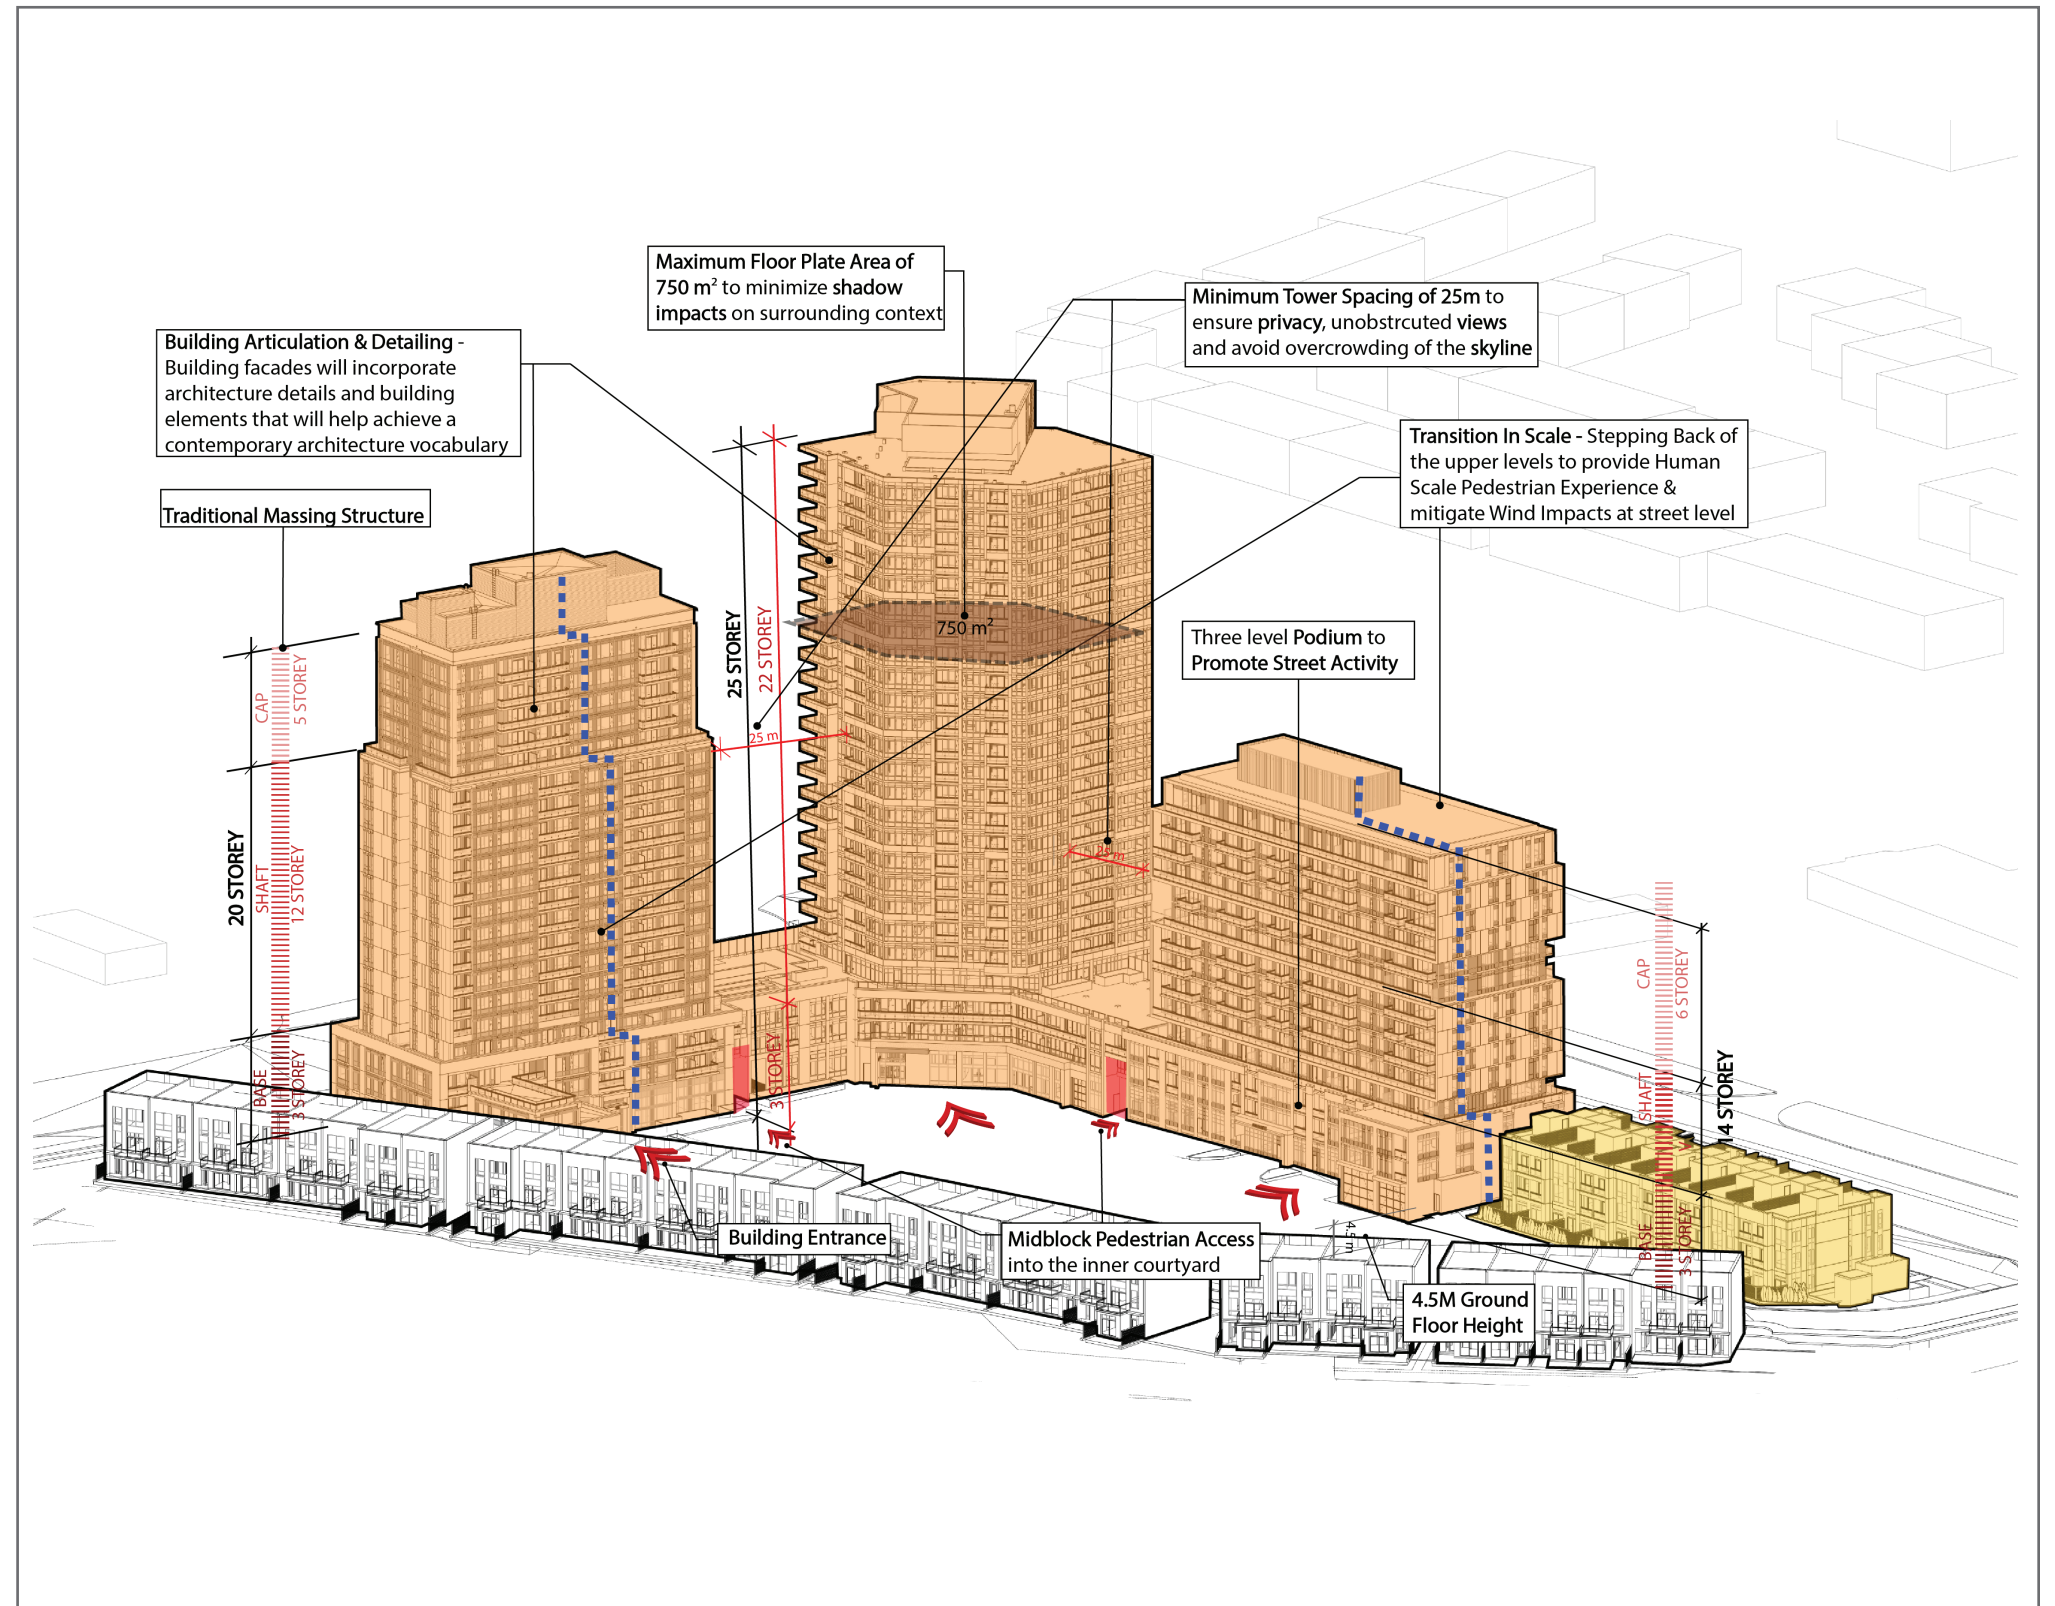 Maximum Floor Plate Area of
750 m² to minimize shadow
impacts on surrounding context
Minimum Tower Spacing of 25m to
ensure privacy, unobstrcuted views
and avoid overcrowding of the skyline
Building Articulation & Detailing -
Building facades will incorporate
architecture details and building
elements that will help achieve a
contemporary architecture vocabulary
Transition In Scale - Stepping Back of
the upper levels to provide Human
Scale Pedestrian Experience &
mitigate Wind Impacts at street level
Traditional Massing Structure
750 m²
Three level Podium to
Promote Street Activity
25 STOREY
22 STOREY
3 STOREY
25 m
25 m
20 STOREY
CAP
5 STOREY
SHAFT
12 STOREY
BASE
3 STOREY
14 STOREY
CAP
6 STOREY
SHAFT
BASE
3 STOREY
Building Entrance
Midblock Pedestrian Access
into the inner courtyard
4.5 m
4.5M Ground
Floor Height